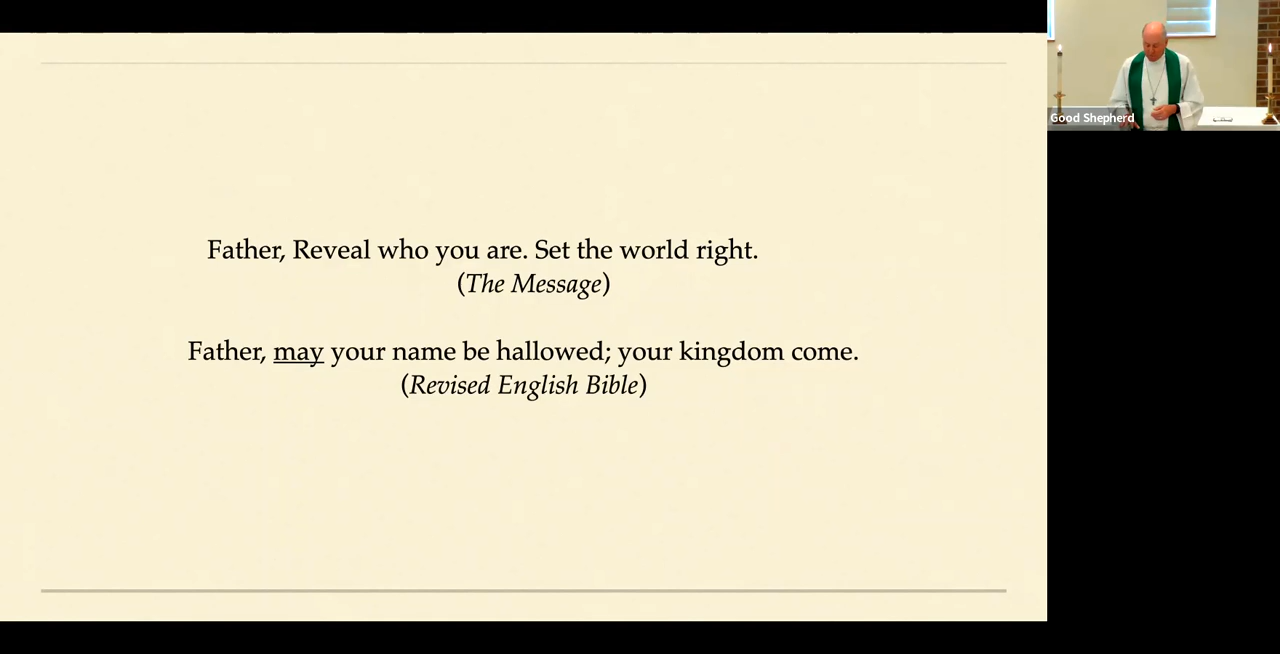 Father, Reveal who you are. Set the world right.
(The Message)
Father, may your name be hallowed; your kingdom come.
(Revised English Bible)
Good Shepherd